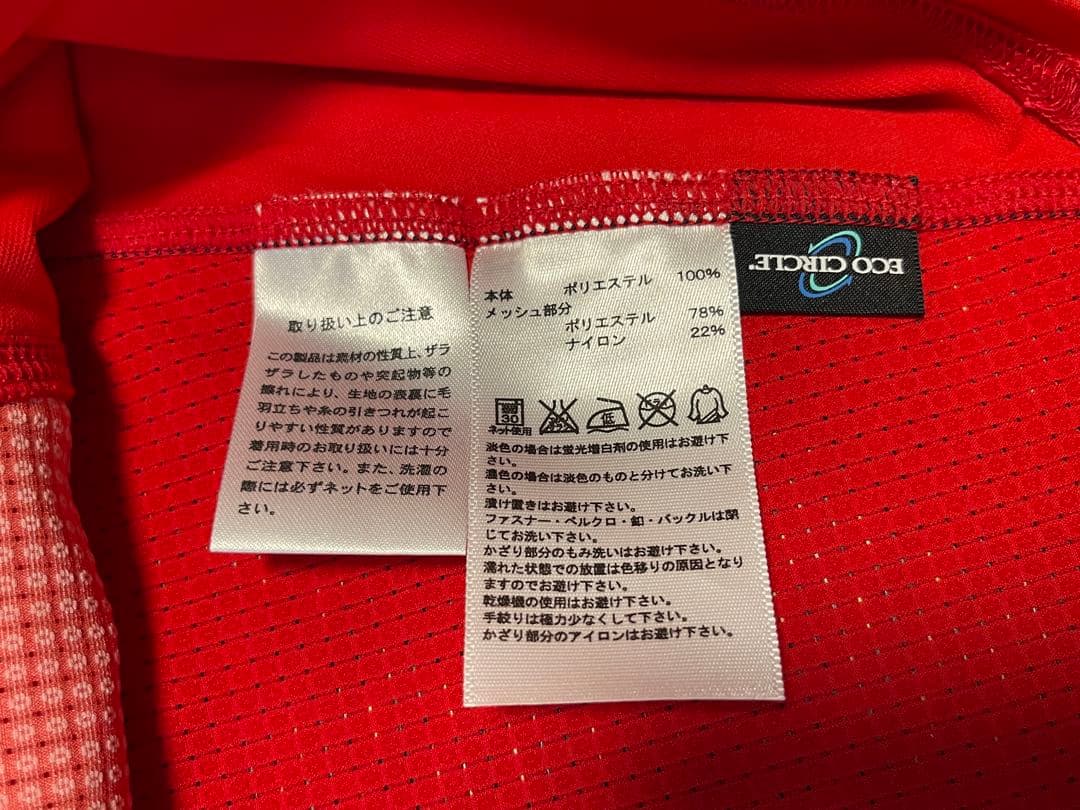 取り扱い上のご注意
この製品は素材の性質上、ザラ
ザラしたものや突起物等の
擦れにより、生地の表裏に毛
羽立ちや糸の引きつれが起こ
りやすい性質がありますので
着用時のお取り扱いには十分
ご注意下さい。また、洗濯の
際には必ずネットをご使用下
さい。
本体 ポリエステル 100%
メッシュ部分
ポリエステル 78%
ナイロン 22%
30
ネット使用
低
淡色の場合は蛍光増白剤の使用はお避け下
さい。
濃色の場合は淡色のものと分けてお洗い下
さい。
漬け置きはお避け下さい。
ファスナー・ベルクロ・釦・バックルは閉
じてお洗い下さい。
かざり部分のもみ洗いはお避け下さい。
濡れた状態での放置は色移りの原因となり
ますのでお避け下さい。
乾燥機の使用はお避け下さい。
手絞りは極力少なくして下さい。
かざり部分のアイロンはお避け下さい。
ECO CIRCLE.